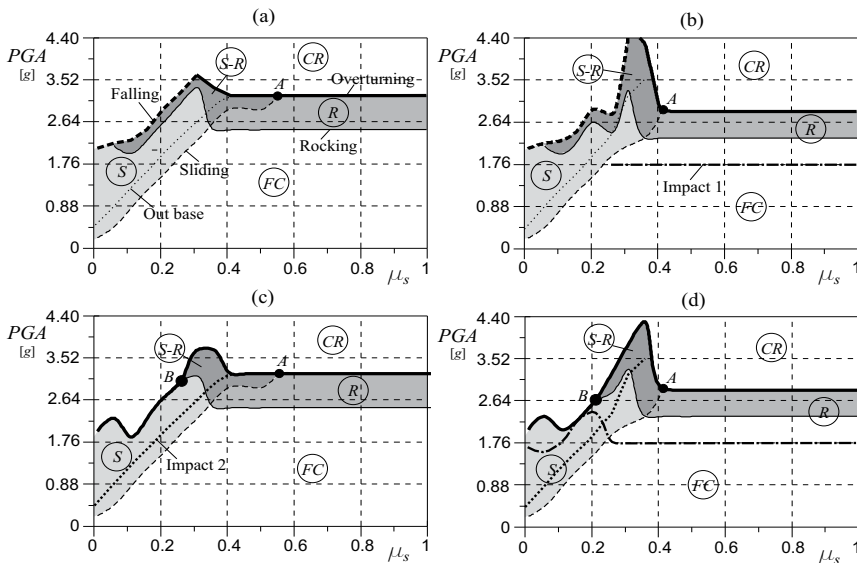 (a)
PGA
[g]
4.40
3.52
2.64
1.76
0.88
0
0
0.2
0.4
0.6
0.8
1
μs
S-R
CR
Falling
A
Overturning
R
Rocking
Sliding
S
FC
Out base
(b)
PGA
[g]
4.40
3.52
2.64
1.76
0.88
0
0
0.2
0.4
0.6
0.8
1
μs
S-R
CR
A
R
S
Impact 1
FC
(c)
PGA
[g]
4.40
3.52
2.64
1.76
0.88
0
0
0.2
0.4
0.6
0.8
1
μs
S-R
CR
A
B
R
S
Impact 2
FC
(d)
PGA
[g]
4.40
3.52
2.64
1.76
0.88
0
0
0.2
0.4
0.6
0.8
1
μs
S-R
CR
A
B
R
S
FC